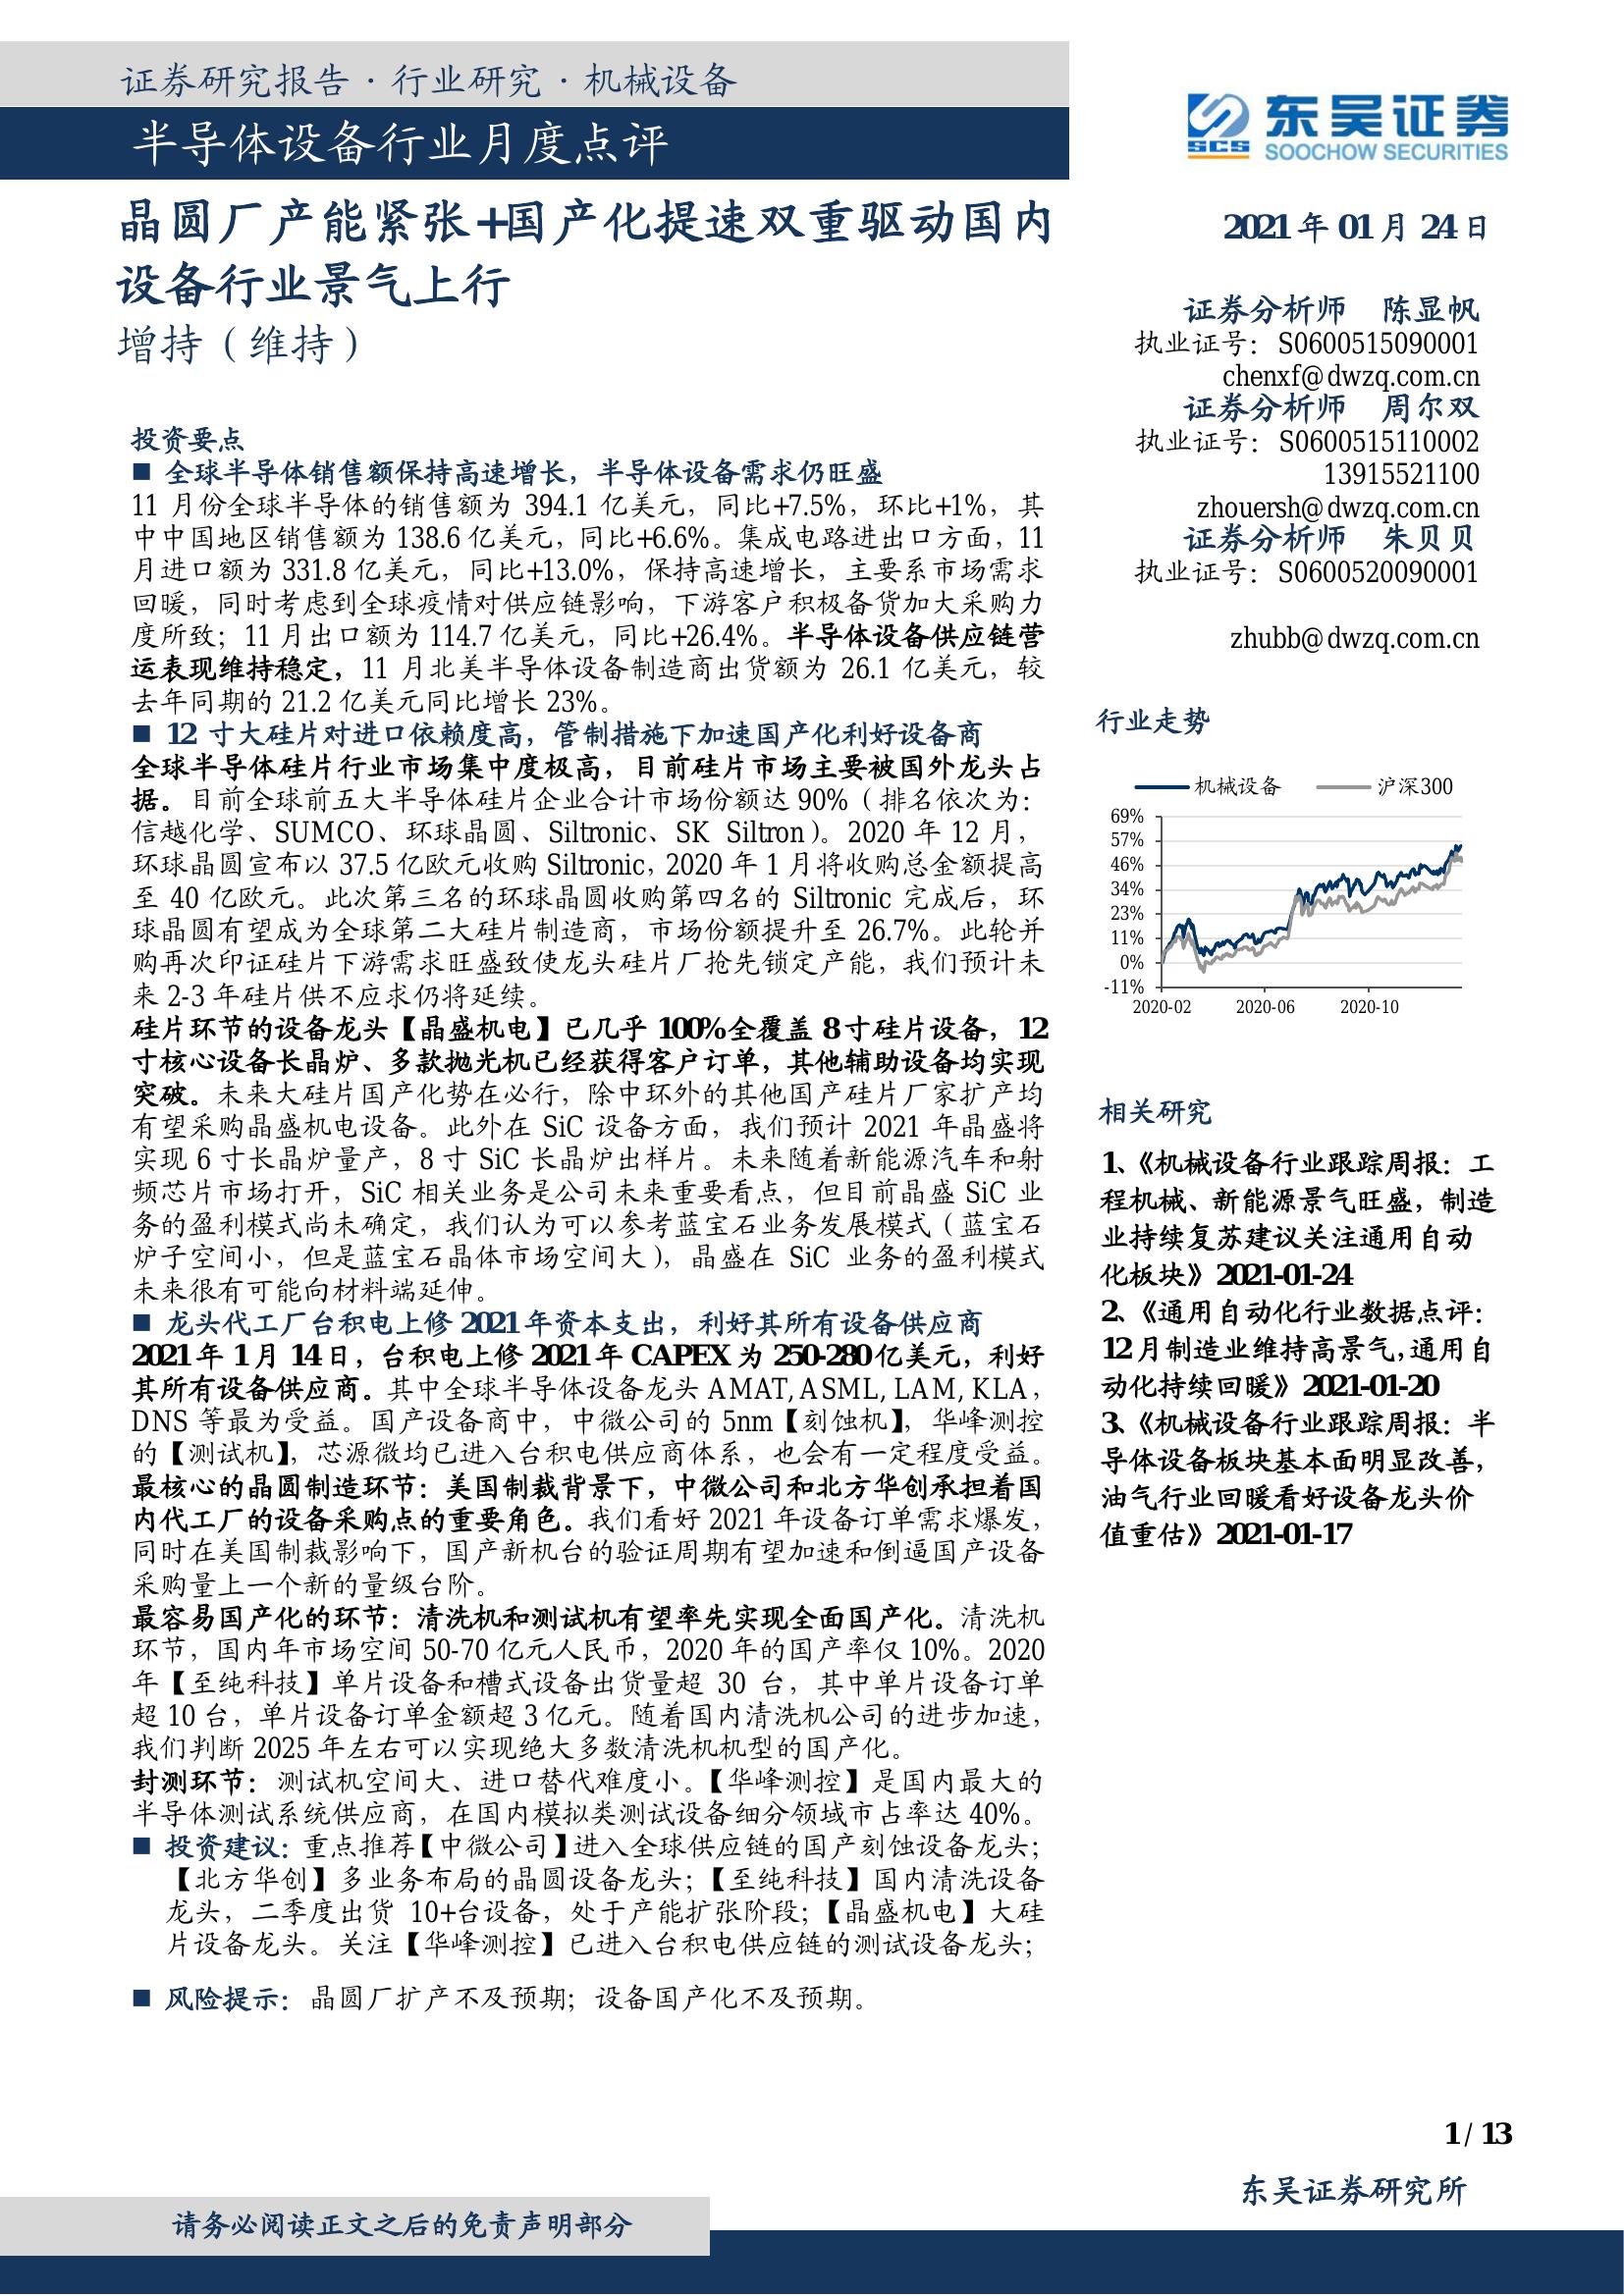 证券研究报告·行业研究·机械设备
半导体设备行业月度点评
东吴证券
SCS
SOOCHOW SECURITIES
晶圆厂产能紧张+国产化提速双重驱动国内
设备行业景气上行
增持（维持）
投资要点
■ 全球半导体销售额保持高速增长，半导体设备需求仍旺盛
11 月份全球半导体的销售额为 394.1 亿美元，同比+7.5%，环比+1%，其
中中国地区销售额为 138.6 亿美元，同比+6.6%。集成电路进出口方面，11
月进口额为 331.8 亿美元，同比+13.0%，保持高速增长，主要系市场需求
回暖，同时考虑到全球疫情对供应链影响，下游客户积极备货加大采购力
度所致；11 月出口额为 114.7 亿美元，同比+26.4%。半导体设备供应链营
运表现维持稳定，11 月北美半导体设备制造商出货额为 26.1 亿美元，较
去年同期的 21.2 亿美元同比增长 23%。
■ 12 寸大硅片对进口依赖度高，管制措施下加速国产化利好设备商
全球半导体硅片行业市场集中度极高，目前硅片市场主要被国外龙头占
据。目前全球前五大半导体硅片企业合计市场份额达 90%（排名依次为：
信越化学、SUMCO、环球晶圆、Siltronic、SK Siltron）。2020 年 12 月，
环球晶圆宣布以 37.5 亿欧元收购 Siltronic，2020 年 1 月将收购总金额提高
至 40 亿欧元。此次第三名的环球晶圆收购第四名的 Siltronic 完成后，环
球晶圆有望成为全球第二大硅片制造商，市场份额提升至 26.7%。此轮并
购再次印证硅片下游需求旺盛致使龙头硅片厂抢先锁定产能，我们预计未
来 2-3 年硅片供不应求仍将延续。
硅片环节的设备龙头【晶盛机电】已几乎 100%全覆盖 8 寸硅片设备，12
寸核心设备长晶炉、多款抛光机已经获得客户订单，其他辅助设备均实现
突破。未来大硅片国产化势在必行，除中环外的其他国产硅片厂家扩产均
有望采购晶盛机电设备。此外在 SiC 设备方面，我们预计 2021 年晶盛将
实现 6 寸长晶炉量产，8 寸 SiC 长晶炉出样片。未来随着新能源汽车和射
频芯片市场打开，SiC 相关业务是公司未来重要看点，但目前晶盛 SiC 业
务的盈利模式尚未确定，我们认为可以参考蓝宝石业务发展模式（蓝宝石
炉子空间小，但是蓝宝石晶体市场空间大），晶盛在 SiC 业务的盈利模式
未来很有可能向材料端延伸。
■ 龙头代工厂台积电上修 2021 年资本支出，利好其所有设备供应商
2021 年 1 月 14 日，台积电上修 2021 年 CAPEX 为 250-280 亿美元，利好
其所有设备供应商。其中全球半导体设备龙头 AMAT, ASML, LAM, KLA，
DNS 等最为受益。国产设备商中，中微公司的 5nm【刻蚀机】，华峰测控
的【测试机】，芯源微均已进入台积电供应商体系，也会有一定程度受益。
最核心的晶圆制造环节：美国制裁背景下，中微公司和北方华创承担着国
内代工厂的设备采购点的重要角色。我们看好 2021 年设备订单需求爆发，
同时在美国制裁影响下，国产新机台的验证周期有望加速和倒逼国产设备
采购量上一个新的量级台阶。
最容易国产化的环节：清洗机和测试机有望率先实现全面国产化。清洗机
环节，国内年市场空间 50-70 亿元人民币，2020 年的国产率仅 10%。2020
年【至纯科技】单片设备和槽式设备出货量超 30 台，其中单片设备订单
超 10 台，单片设备订单金额超 3 亿元。随着国内清洗机公司的进步加速，
我们判断 2025 年左右可以实现绝大多数清洗机机型的国产化。
封测环节：测试机空间大、进口替代难度小。【华峰测控】是国内最大的
半导体测试系统供应商，在国内模拟类测试设备细分领域市占率达 40%。
■ 投资建议：重点推荐【中微公司】进入全球供应链的国产刻蚀设备龙头；
【北方华创】多业务布局的晶圆设备龙头；【至纯科技】国内清洗设备
龙头，二季度出货 10+台设备，处于产能扩张阶段；【晶盛机电】大硅
片设备龙头。关注【华峰测控】已进入台积电供应链的测试设备龙头；
■ 风险提示：晶圆厂扩产不及预期；设备国产化不及预期。
2021 年 01 月 24 日
证券分析师 陈显帆
执业证号：S0600515090001
chenxf@dwzq.com.cn
证券分析师 周尔双
执业证号：S0600515110002
13915521100
zhouersh@dwzq.com.cn
证券分析师 朱贝贝
执业证号：S0600520090001
zhubb@dwzq.com.cn
行业走势
机械设备 沪深300
69%
57%
46%
34%
23%
11%
0%
-11%
2020-02 2020-06 2020-10
相关研究
1、《机械设备行业跟踪周报：工
程机械、新能源景气旺盛，制造
业持续复苏建议关注通用自动
化板块》2021-01-24
2、《通用自动化行业数据点评：
12 月制造业维持高景气，通用自
动化持续回暖》2021-01-20
3、《机械设备行业跟踪周报：半
导体设备板块基本面明显改善，
油气行业回暖看好设备龙头价
值重估》2021-01-17
1 / 13
东吴证券研究所
请务必阅读正文之后的免责声明部分